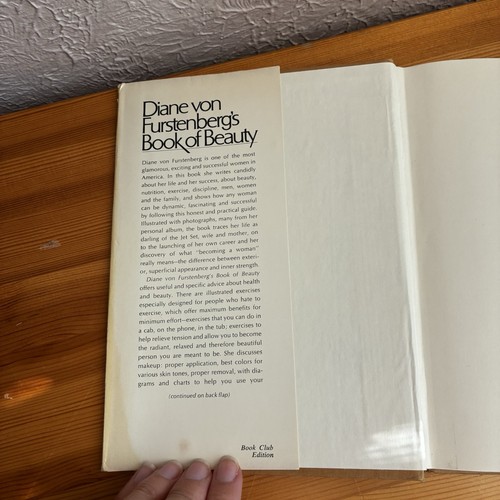 Diane von
Furstenberg's
Book of Beauty
Diane von Furstenberg is one of the most
glamorous, exciting and successful women in
America. In this book she writes candidly
about her life and her success, about beauty,
nutrition, exercise, discipline, men, women
and the family, and shows how any woman
can be dynamic, fascinating and successful
by following this honest and practical guide.
Illustrated with photographs, many from her
personal album, the book traces her life as
darling of the Jet Set, wife and mother, on
to the launching of her own career and her
discovery of what "becoming a woman"
really means—the difference between exteri-
or, superficial appearance and inner strength.
Diane von Furstenberg's Book of Beauty
offers useful and specific advice about health
and beauty. There are illustrated exercises
especially designed for people who hate to
exercise, which offer maximum benefits for
minimum effort—exercises that you can do in
a cab, on the phone, in the tub; exercises to
help relieve tension and allow you to become
the radiant, relaxed and therefore beautiful
person you are meant to be. She discusses
makeup: proper application, best colors for
various skin tones, proper removal, with dia-
grams and charts to help you use your
(continued on back flap)
Book Club
Edition